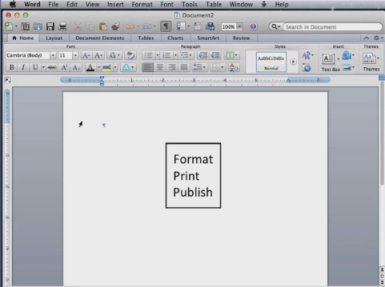 Word File Edit View Insert Format Font Tools Table Window Help
Document2
100%
Search in Document
Home Layout Document Elements Tables Charts SmartArt Review
Font Paragraph Styles Insert Themes
Cambria (Body) 11
Normal
Text Box Themes
Format
Print
Publish